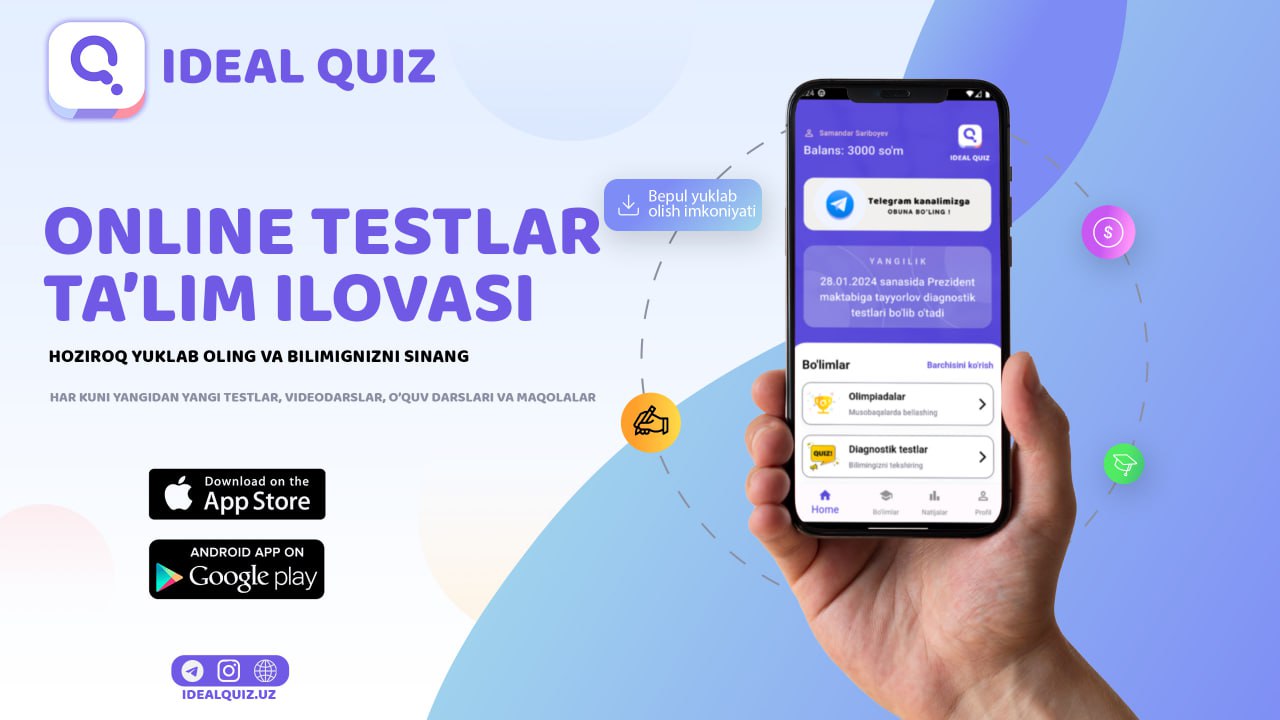 IDEAL QUIZ
ONLINE TESTLAR
TA’LIM ILOVASI
HOZIROQ YUKLAB OLING VA BILIMIGNIZNI SINANG
HAR KUNI YANGIDAN YANGI TESTLAR, VIDEODARSLAR, O’QUV DARSLARI VA MAQOLALAR
Download on the
App Store
ANDROID APP ON
Google play
IDEALQUIZ.UZ
Bepul yuklab
olish imkoniyati
Samandar Sariboyev
Balans: 3000 so'm
IDEAL QUIZ
Telegram kanalimizga
OBUNA BO'LING !
YANGILIK
28.01.2024 sanasida Prezident
maktabiga tayyorlov diagnostik
testlari bo'lib o'tadi
Bo'limlar
Barchisini ko'rish
Olimpiadalar
Musobaqalarda bellashing
QUIZ!
Diagnostik testlar
Bilimingizni tekshiring
Home
Bo'limlar
Natijalar
Profil
$